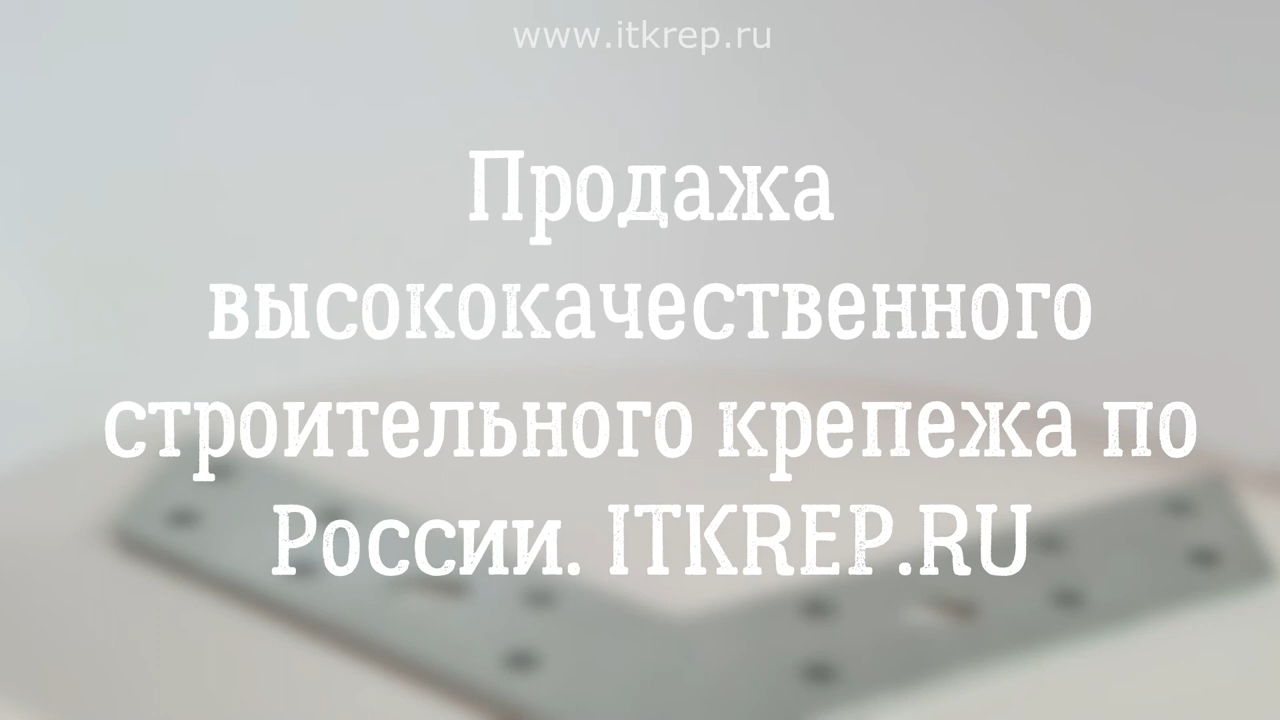 www.itkrep.ru
Продажа
высококачественного
строительного крепежа по
России. ITKREP.RU